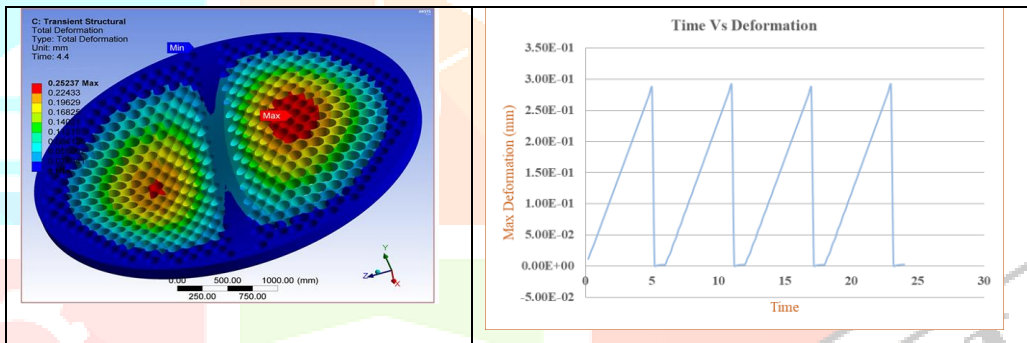 C: Transient Structural
Total Deformation
Type: Total Deformation
Unit: mm
Time: 4.4
0.25237 Max
0.22433
0.19629
0.16825
Min
Max
Y
Z
X
0.00 500.00 1000.00 (mm)
250.00 750.00
Time Vs Deformation
Max Deformation (mm)
3.50E-01
3.00E-01
2.50E-01
2.00E-01
1.50E-01
1.00E-01
5.00E-02
0.00E+00
-5.00E-02
0 5 10 15 20 25 30
Time